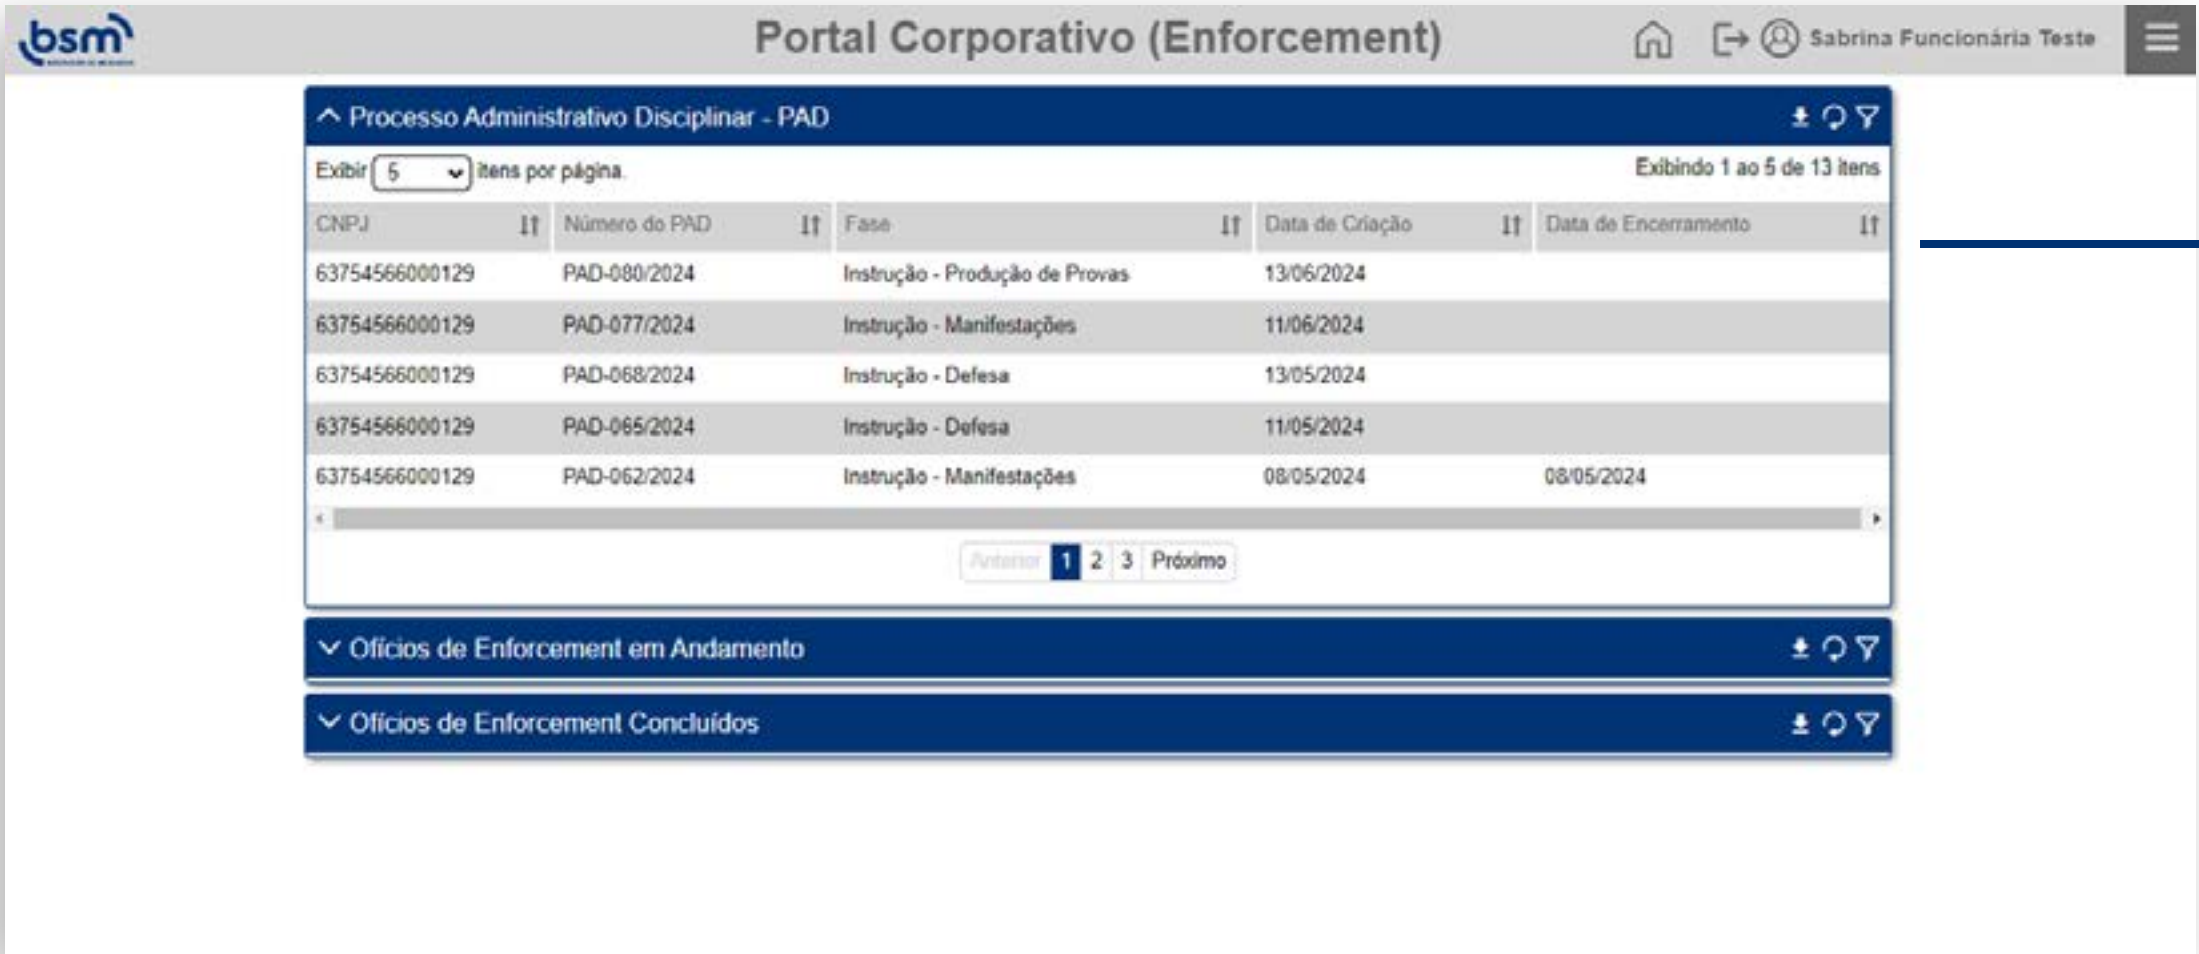 bsm
Portal Corporativo (Enforcement)
Sabrina Funcionária Teste
Processo Administrativo Disciplinar - PAD
Exibir 5 itens por página.
Exibindo 1 ao 5 de 13 itens
CNPJ Número do PAD Fase Data de Criação Data de Encerramento
63754566000129 PAD-080/2024 Instrução - Produção de Provas 13/06/2024
63754566000129 PAD-077/2024 Instrução - Manifestações 11/06/2024
63754566000129 PAD-068/2024 Instrução - Defesa 13/05/2024
63754566000129 PAD-065/2024 Instrução - Defesa 11/05/2024
63754566000129 PAD-062/2024 Instrução - Manifestações 08/05/2024 08/05/2024
Anterior 1 2 3 Próximo
Ofícios de Enforcement em Andamento
Ofícios de Enforcement Concluídos